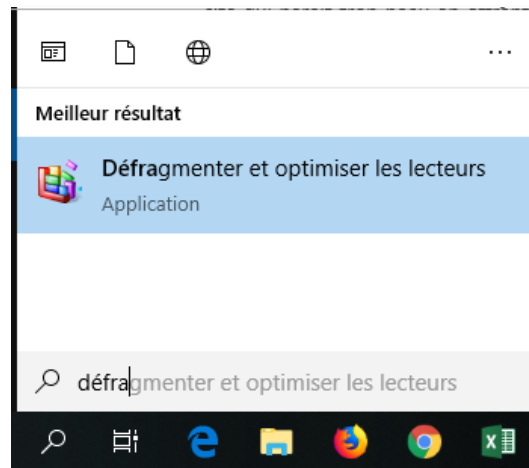 ...
Meilleur résultat
Défragmenter et optimiser les lecteurs
Application
défragmenter et optimiser les lecteurs